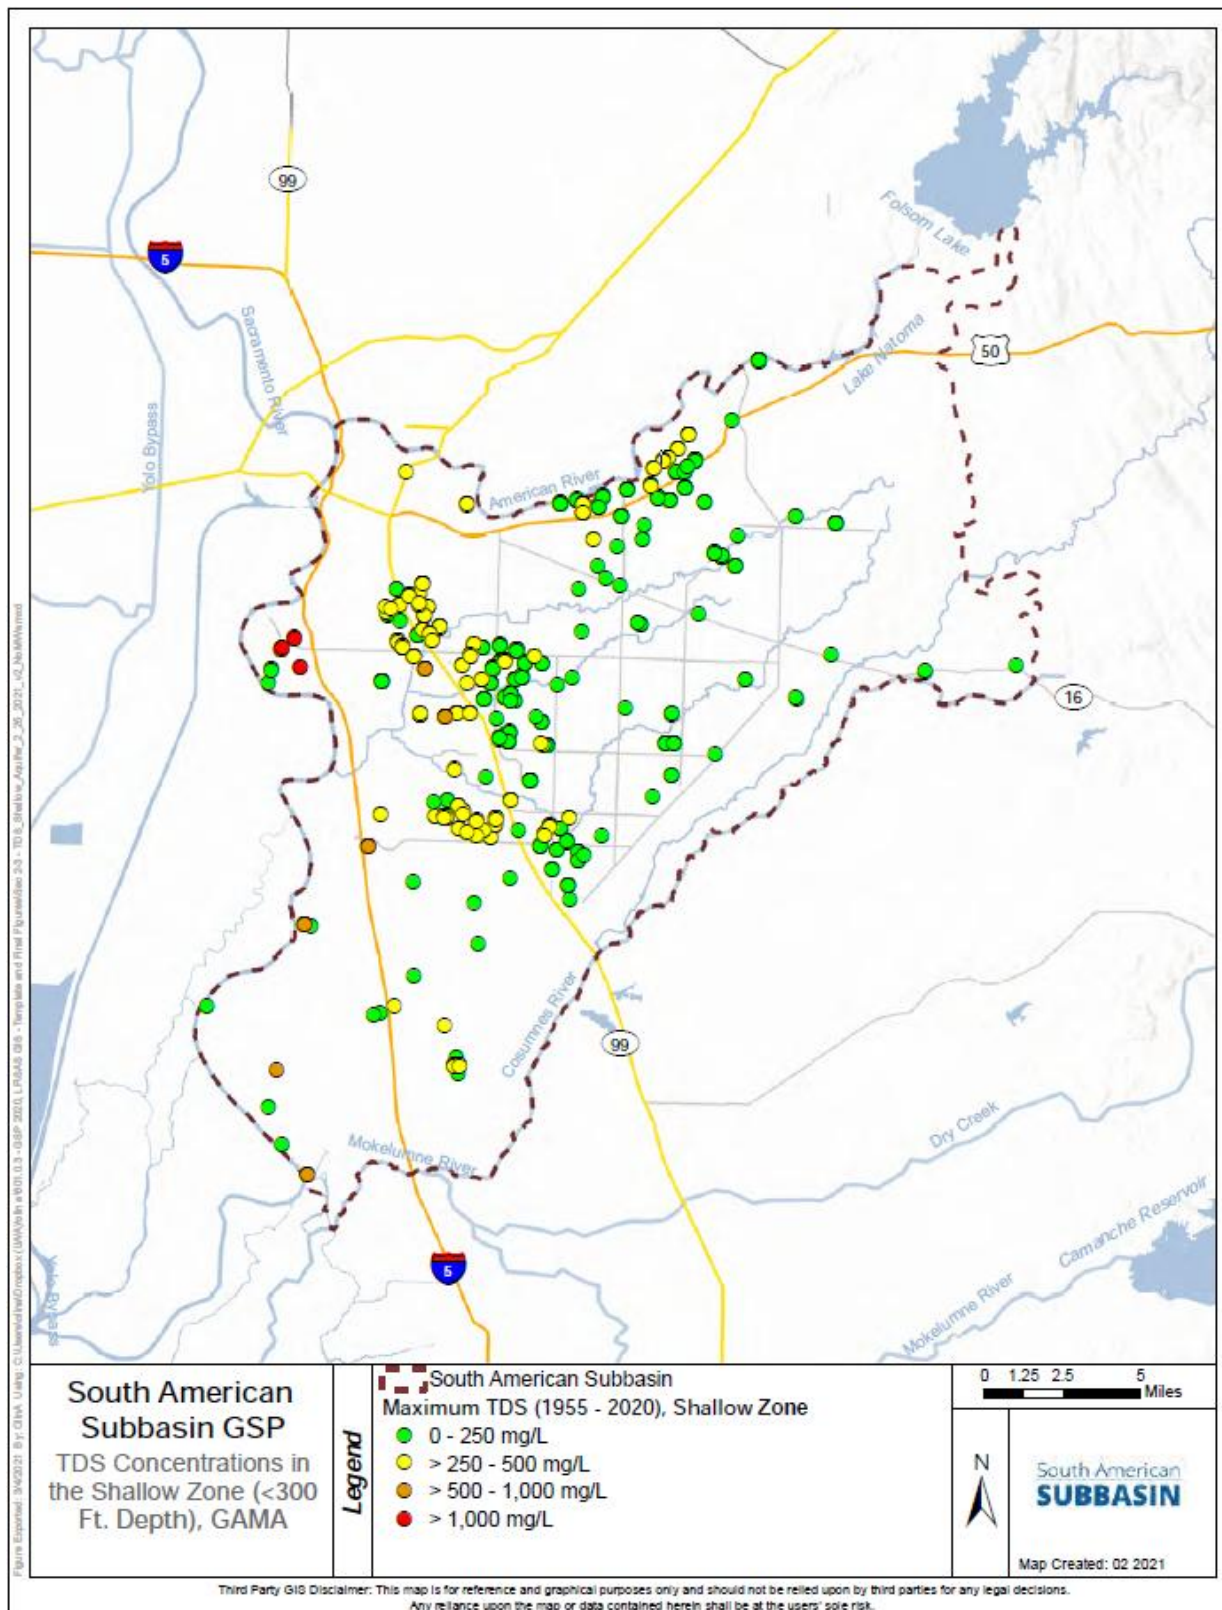 99
5
Folsom Lake
Sacramento River
Lake Natoma
50
Yolo Bypass
American River
16
Cosumnes River
99
Dry Creek
Mokelumne River
Camanche Reservoir
5
Mokelumne River
Yolo Bypass
South American
Subbasin GSP
TDS Concentrations in
the Shallow Zone (<300
Ft. Depth), GAMA
Legend
South American Subbasin
Maximum TDS (1955 - 2020), Shallow Zone
0 - 250 mg/L
> 250 - 500 mg/L
> 500 - 1,000 mg/L
> 1,000 mg/L
0 1.25 2.5 5
Miles
N
South American
SUBBASIN
Map Created: 02 2021
Third Party GIS Disclaimer: This map is for reference and graphical purposes only and should not be relied upon by third parties for any legal decisions.
Any reliance upon the map or data contained herein shall be at the users' sole risk.